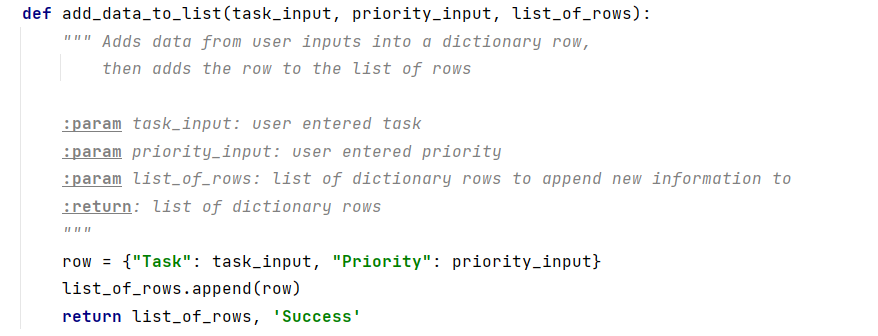 def add_data_to_list(task_input, priority_input, list_of_rows):
    """ Adds data from user inputs into a dictionary row,
        then adds the row to the list of rows

    :param task_input: user entered task
    :param priority_input: user entered priority
    :param list_of_rows: list of dictionary rows to append new information to
    :return: list of dictionary rows
    """
    row = {"Task": task_input, "Priority": priority_input}
    list_of_rows.append(row)
    return list_of_rows, 'Success'